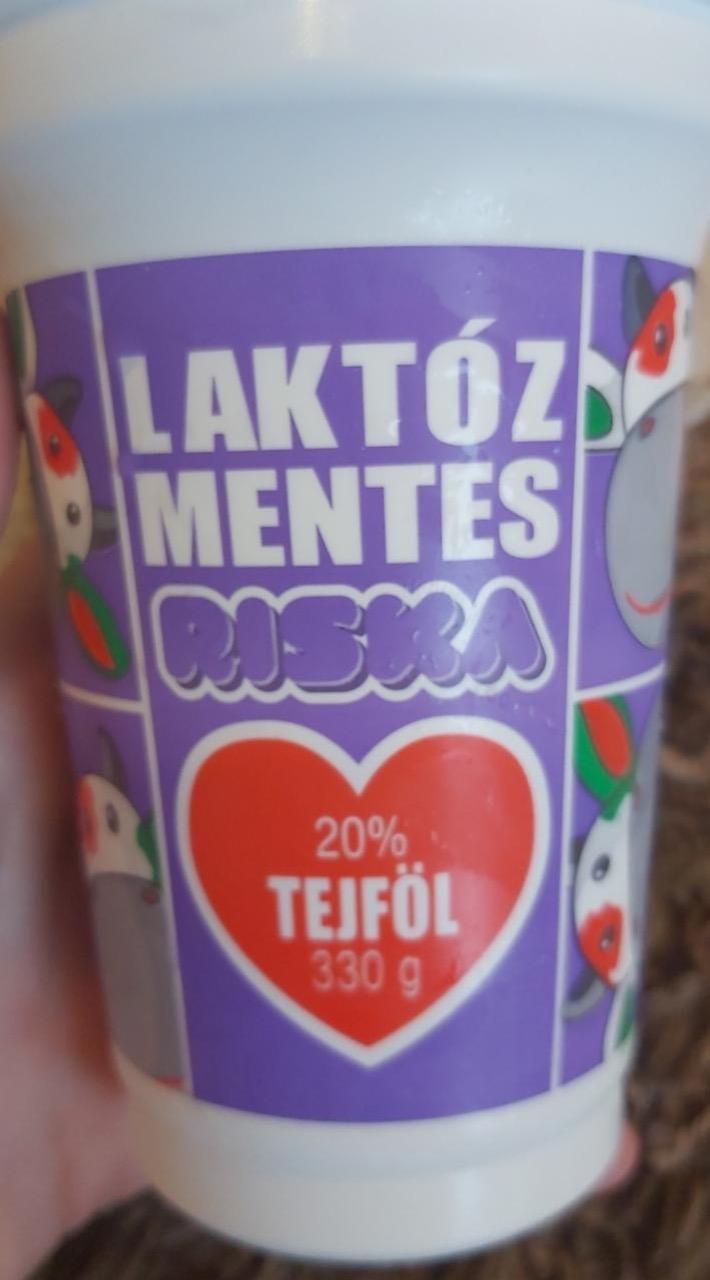 LAKTÓZ
MENTES
RISKA
20%
TEJFÖL
330 g